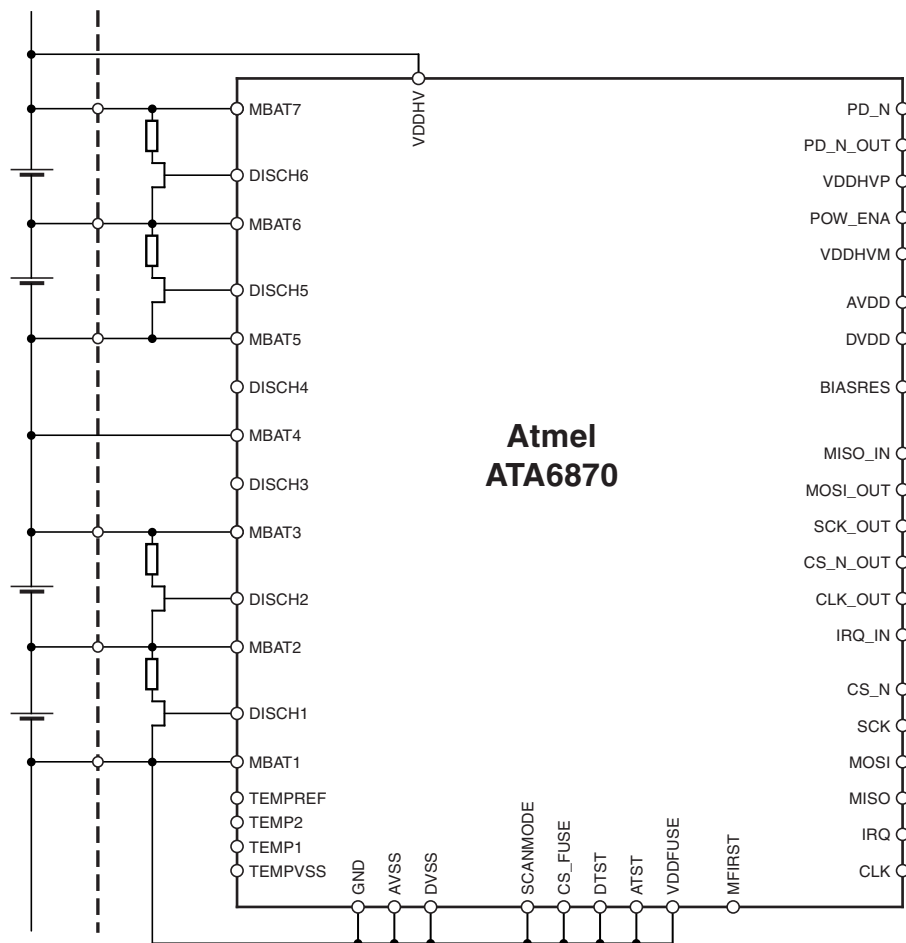 VDDHV
MBAT7
DISCH6
MBAT6
DISCH5
MBAT5
DISCH4
MBAT4
DISCH3
MBAT3
DISCH2
MBAT2
DISCH1
MBAT1
TEMPREF
TEMP2
TEMP1
TEMPVSS
Atmel
ATA6870
PD_N
PD_N_OUT
VDDHVP
POW_ENA
VDDHVM
AVDD
DVDD
BIASRES
MISO_IN
MOSI_OUT
SCK_OUT
CS_N_OUT
CLK_OUT
IRQ_IN
CS_N
SCK
MOSI
MISO
IRQ
CLK
GND
AVSS
DVSS
SCANMODE
CS_FUSE
DTST
ATST
VDDFUSE
MFIRST